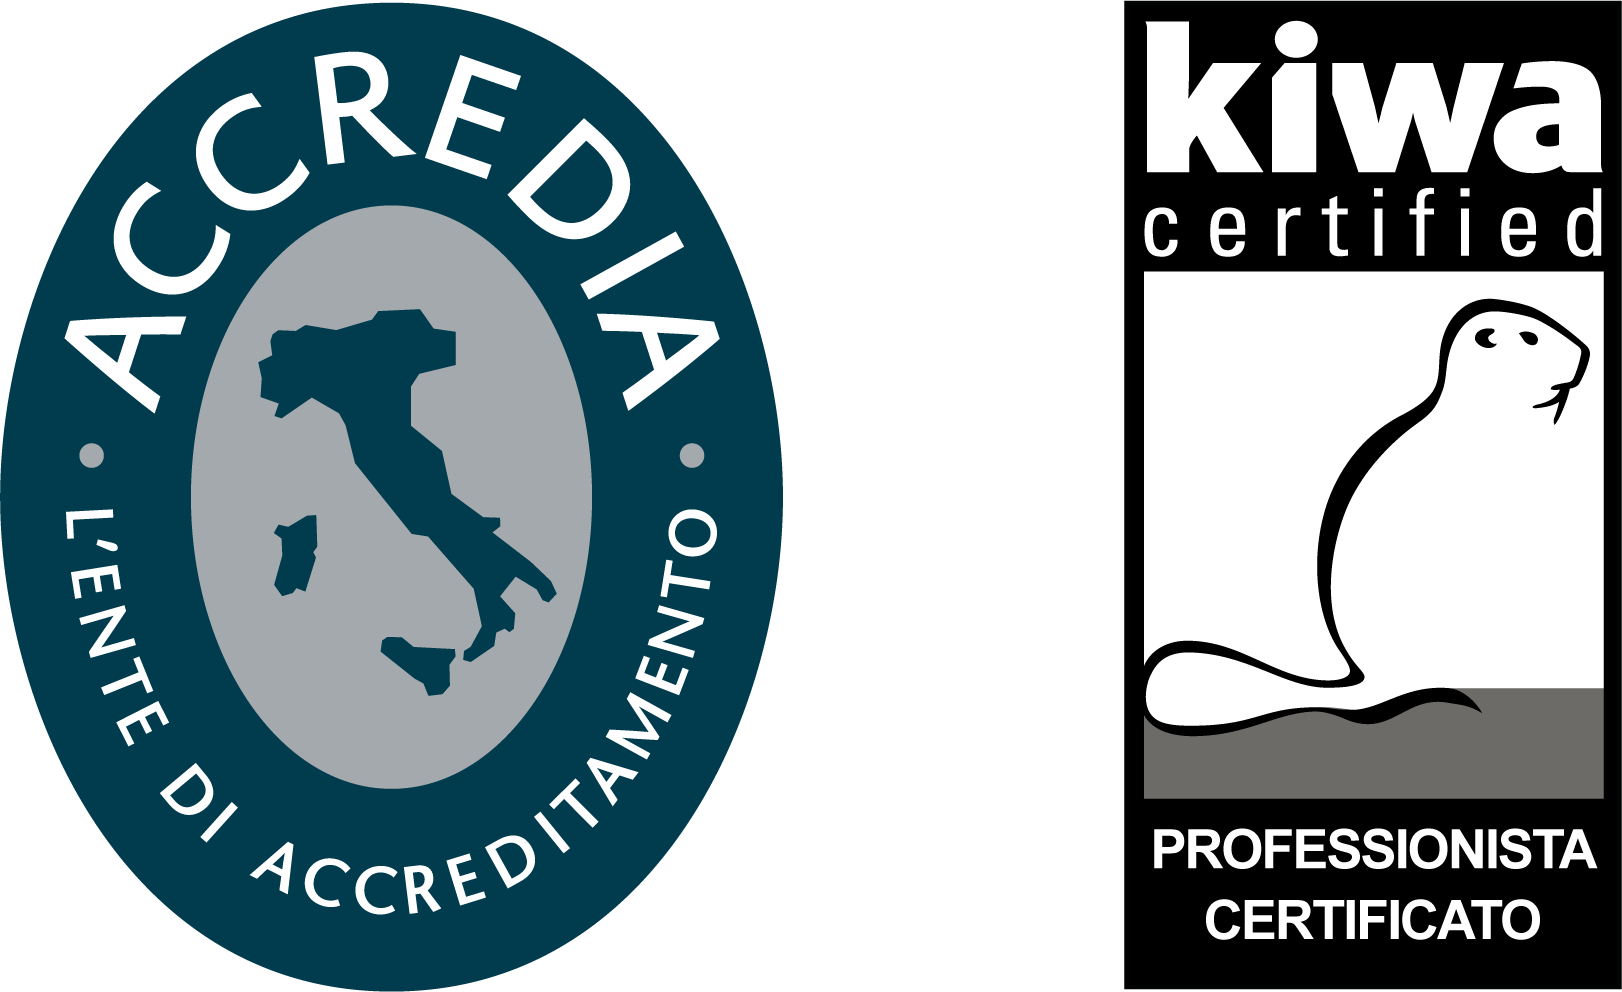 ACCREDIA
L'ENTE DI ACCREDITAMENTO
kiwa
certified
PROFESSIONISTA
CERTIFICATO